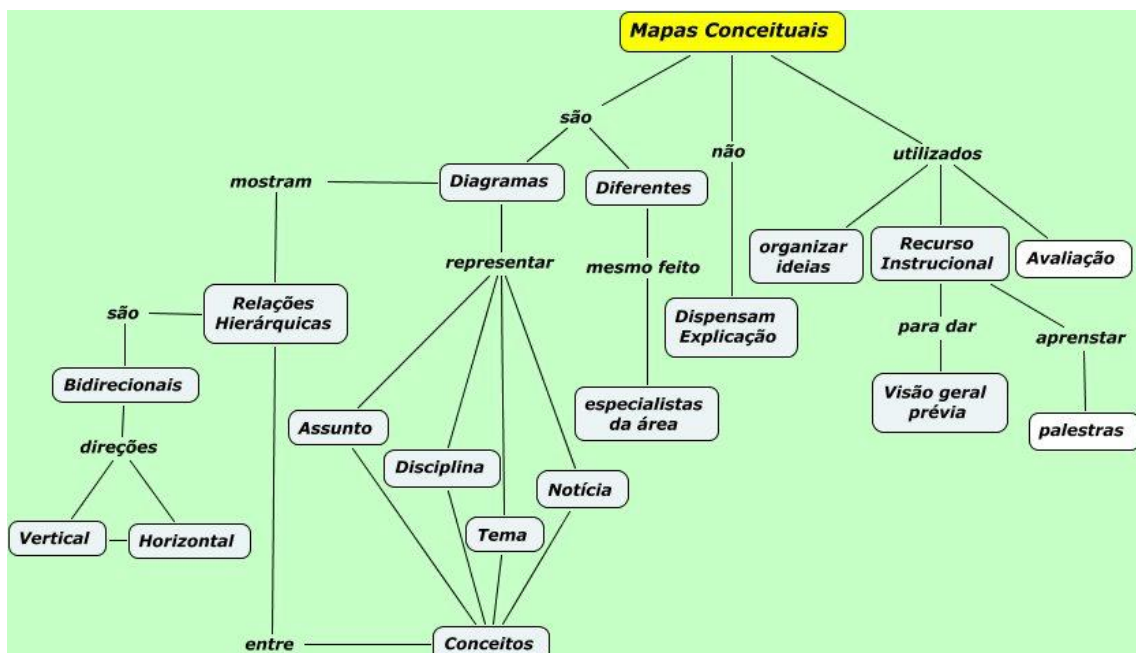 Mapas Conceituais
são
não
utilizados
mostram
Diagramas
Diferentes
organizar
ideias
Recurso
Instrucional
Avaliação
representar
mesmo feito
Relações
Hierárquicas
são
Dispensam
Explicação
para dar
aprenstar
Bidirecionais
Visão geral
prévia
especialistas
da área
Assunto
palestras
direções
Disciplina
Notícia
Vertical
Horizontal
Tema
entre
Conceitos